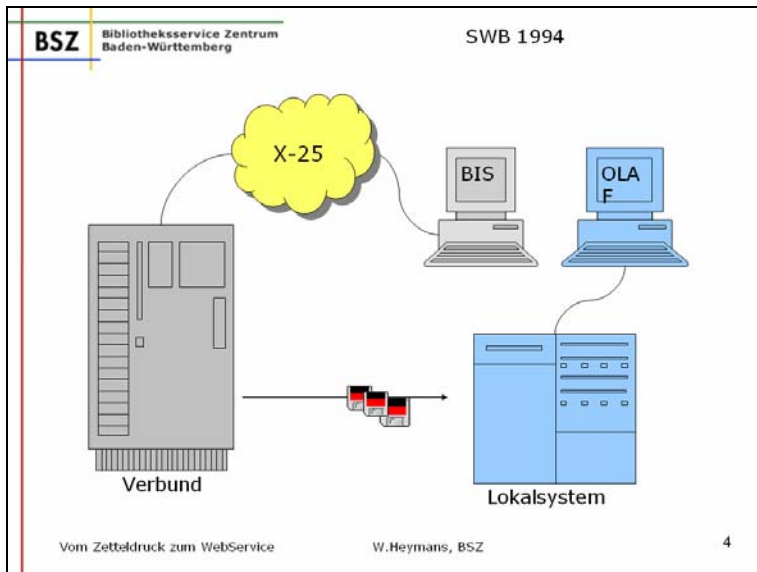 BSZ
Bibliotheksservice Zentrum
Baden-Württemberg
SWB 1994
X-25
BIS
OLA
F
Verbund
Lokalsystem
Vom Zetteldruck zum WebService
W.Heymans, BSZ
4